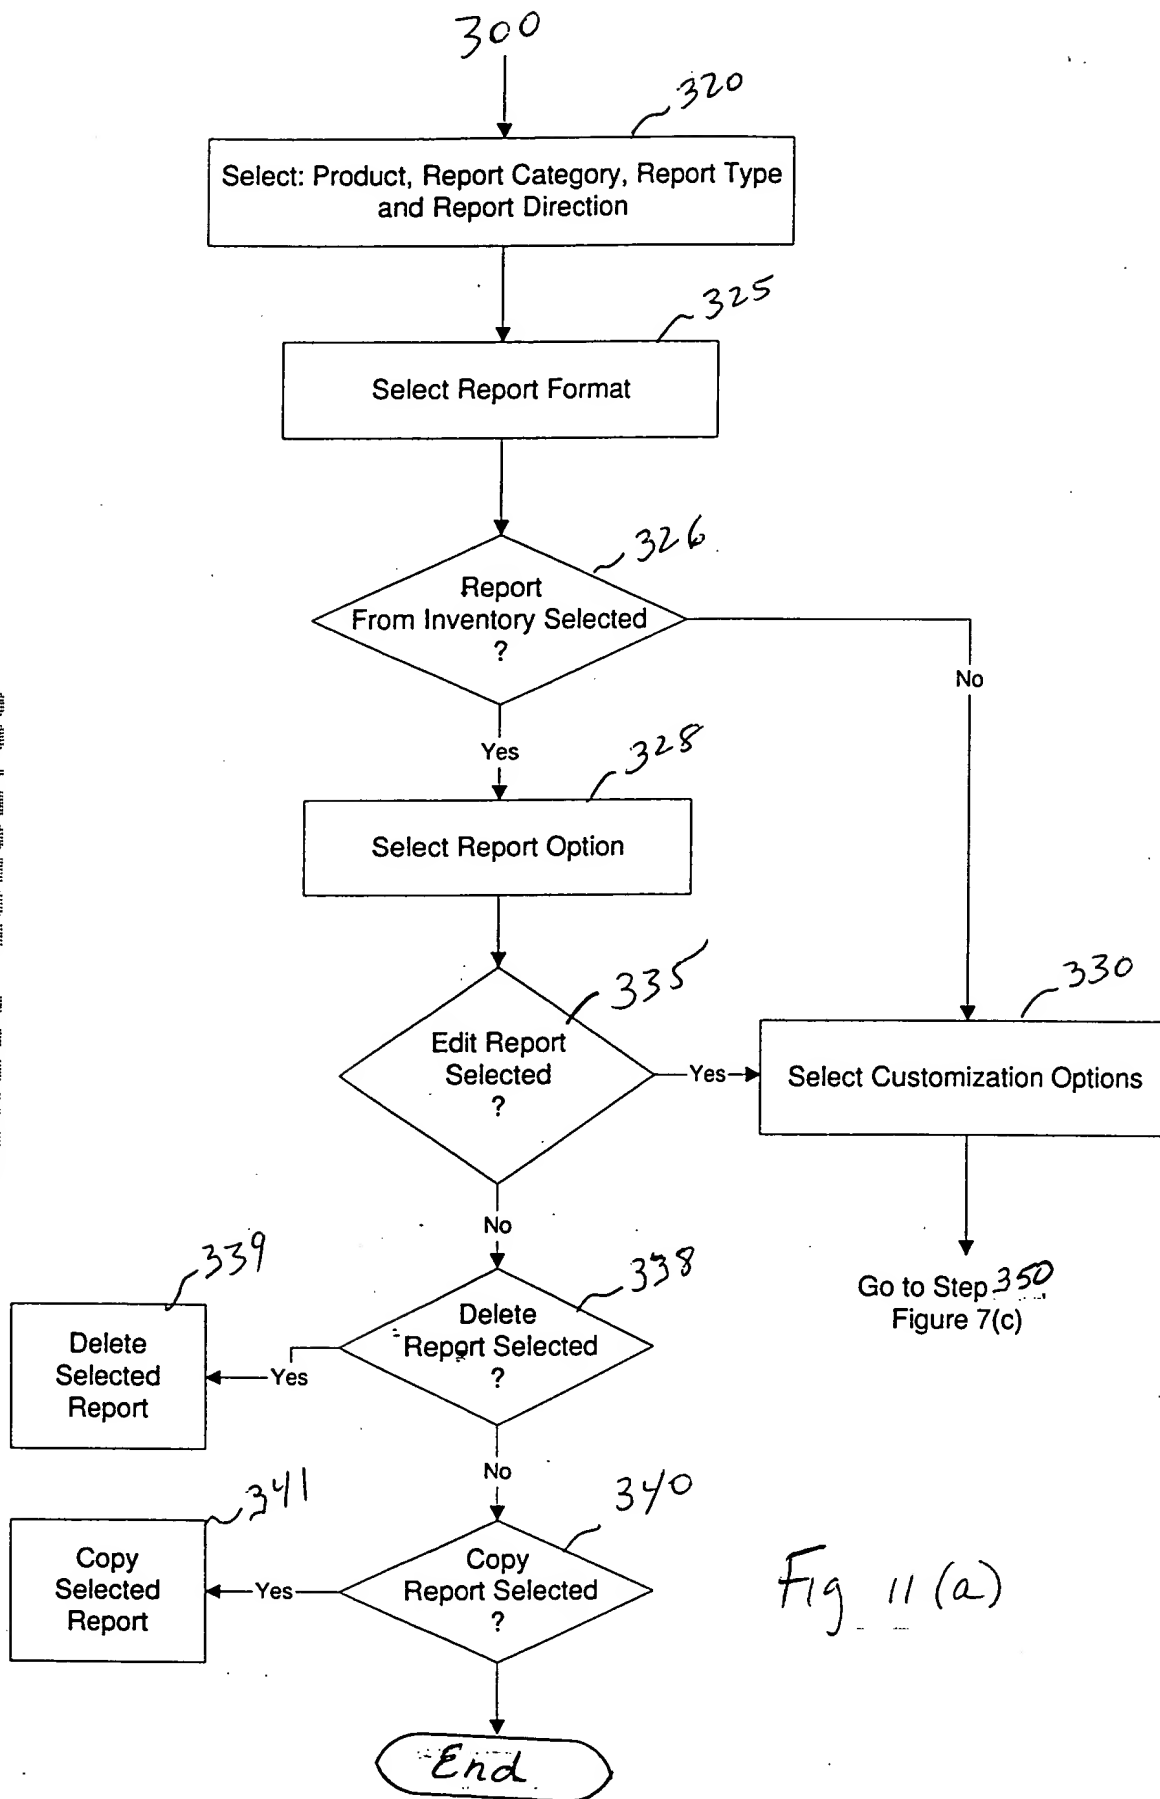 300
320
Select: Product, Report Category, Report Type
and Report Direction
325
Select Report Format
326
Report
From Inventory Selected
?
No
Yes
328
Select Report Option
335
Edit Report
Selected
?
Yes
330
Select Customization Options
No
Go to Step 350
Figure 7(c)
339
Delete
Selected
Report
Yes
338
Delete
Report Selected
?
No
341
Copy
Selected
Report
Yes
340
Copy
Report Selected
?
Fig 11 (a)
End